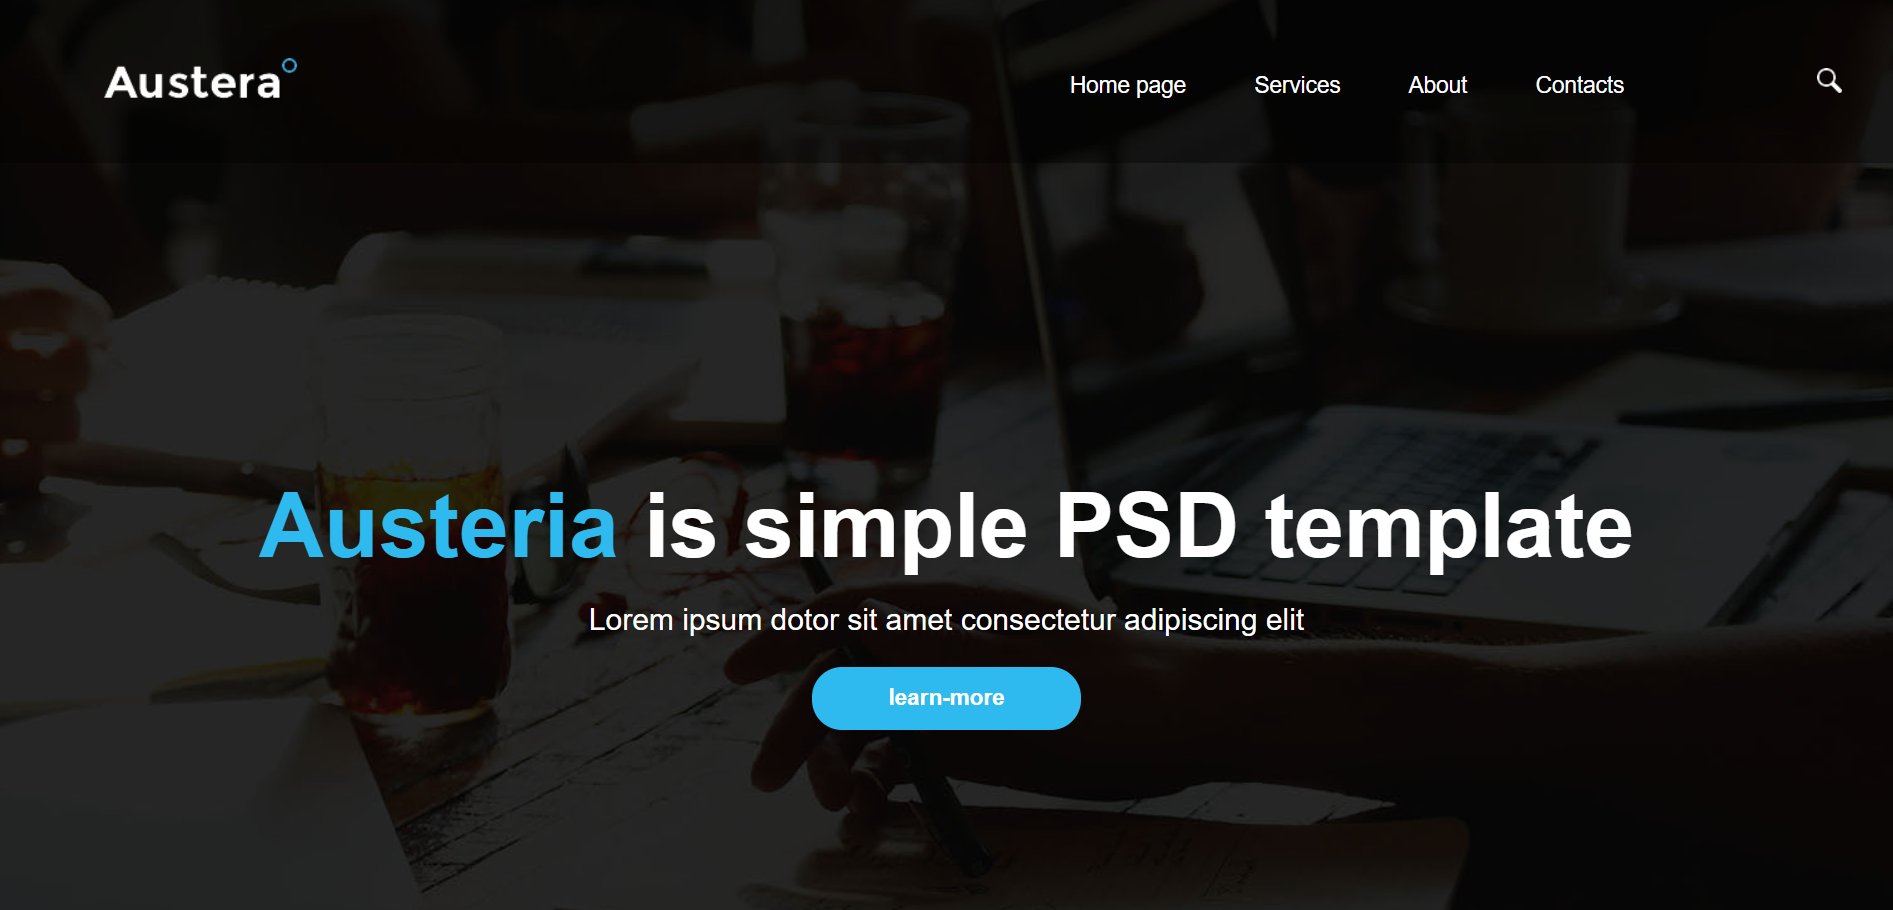 Austera
Home page Services About Contacts
Austeria is simple PSD template
Lorem ipsum dotor sit amet consectetur adipiscing elit
learn-more